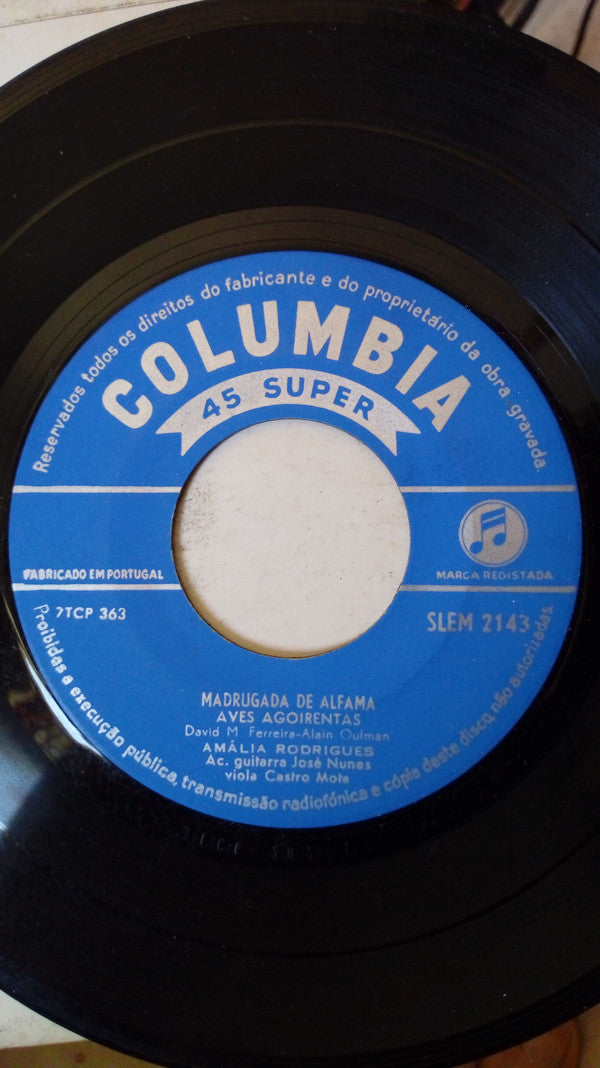 Reservados todos os direitos do fabricante e do proprietário da obra gravada.
COLUMBIA
45 SUPER
FABRICADO EM PORTUGAL
MARCA REGISTADA
7TCP 363
SLEM 2143
MADRUGADA DE ALFAMA
AVES AGOIRENTAS
David M. Ferreira-Alain Oulman
AMÁLIA RODRIGUES
Ac. guitarra José Nunes
viola Castro Mota
Proibidas a execução pública, transmissão radiofónica e cópia deste disco, não autorizadas.